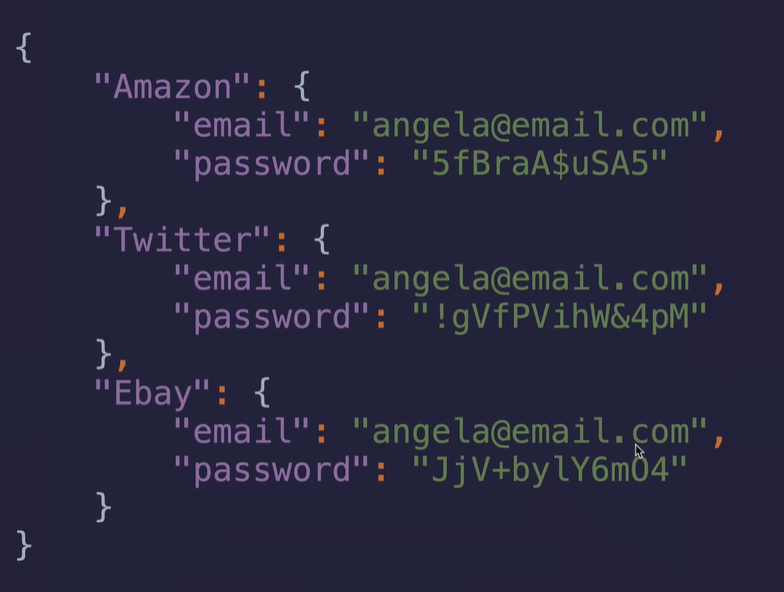 {
    "Amazon": {
        "email": "angela@email.com",
        "password": "5fBraA$uSA5"
    },
    "Twitter": {
        "email": "angela@email.com",
        "password": "!gVfPVihW&4pM"
    },
    "Ebay": {
        "email": "angela@email.com",
        "password": "JjV+bylY6mO4"
    }
}